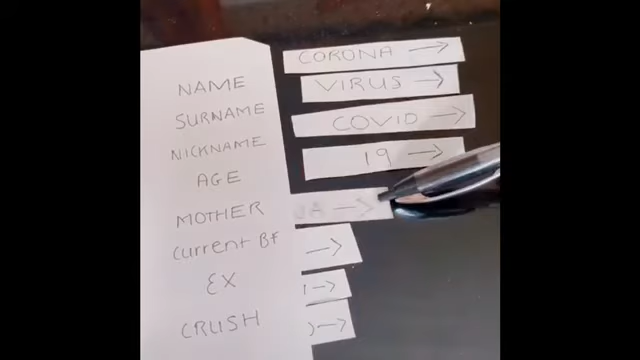 NAME
SURNAME
NICKNAME
AGE
MOTHER
Current Bf
EX
CRUSH
CORONA →
VIRUS →
COVID →
19 →
→
→
→
→